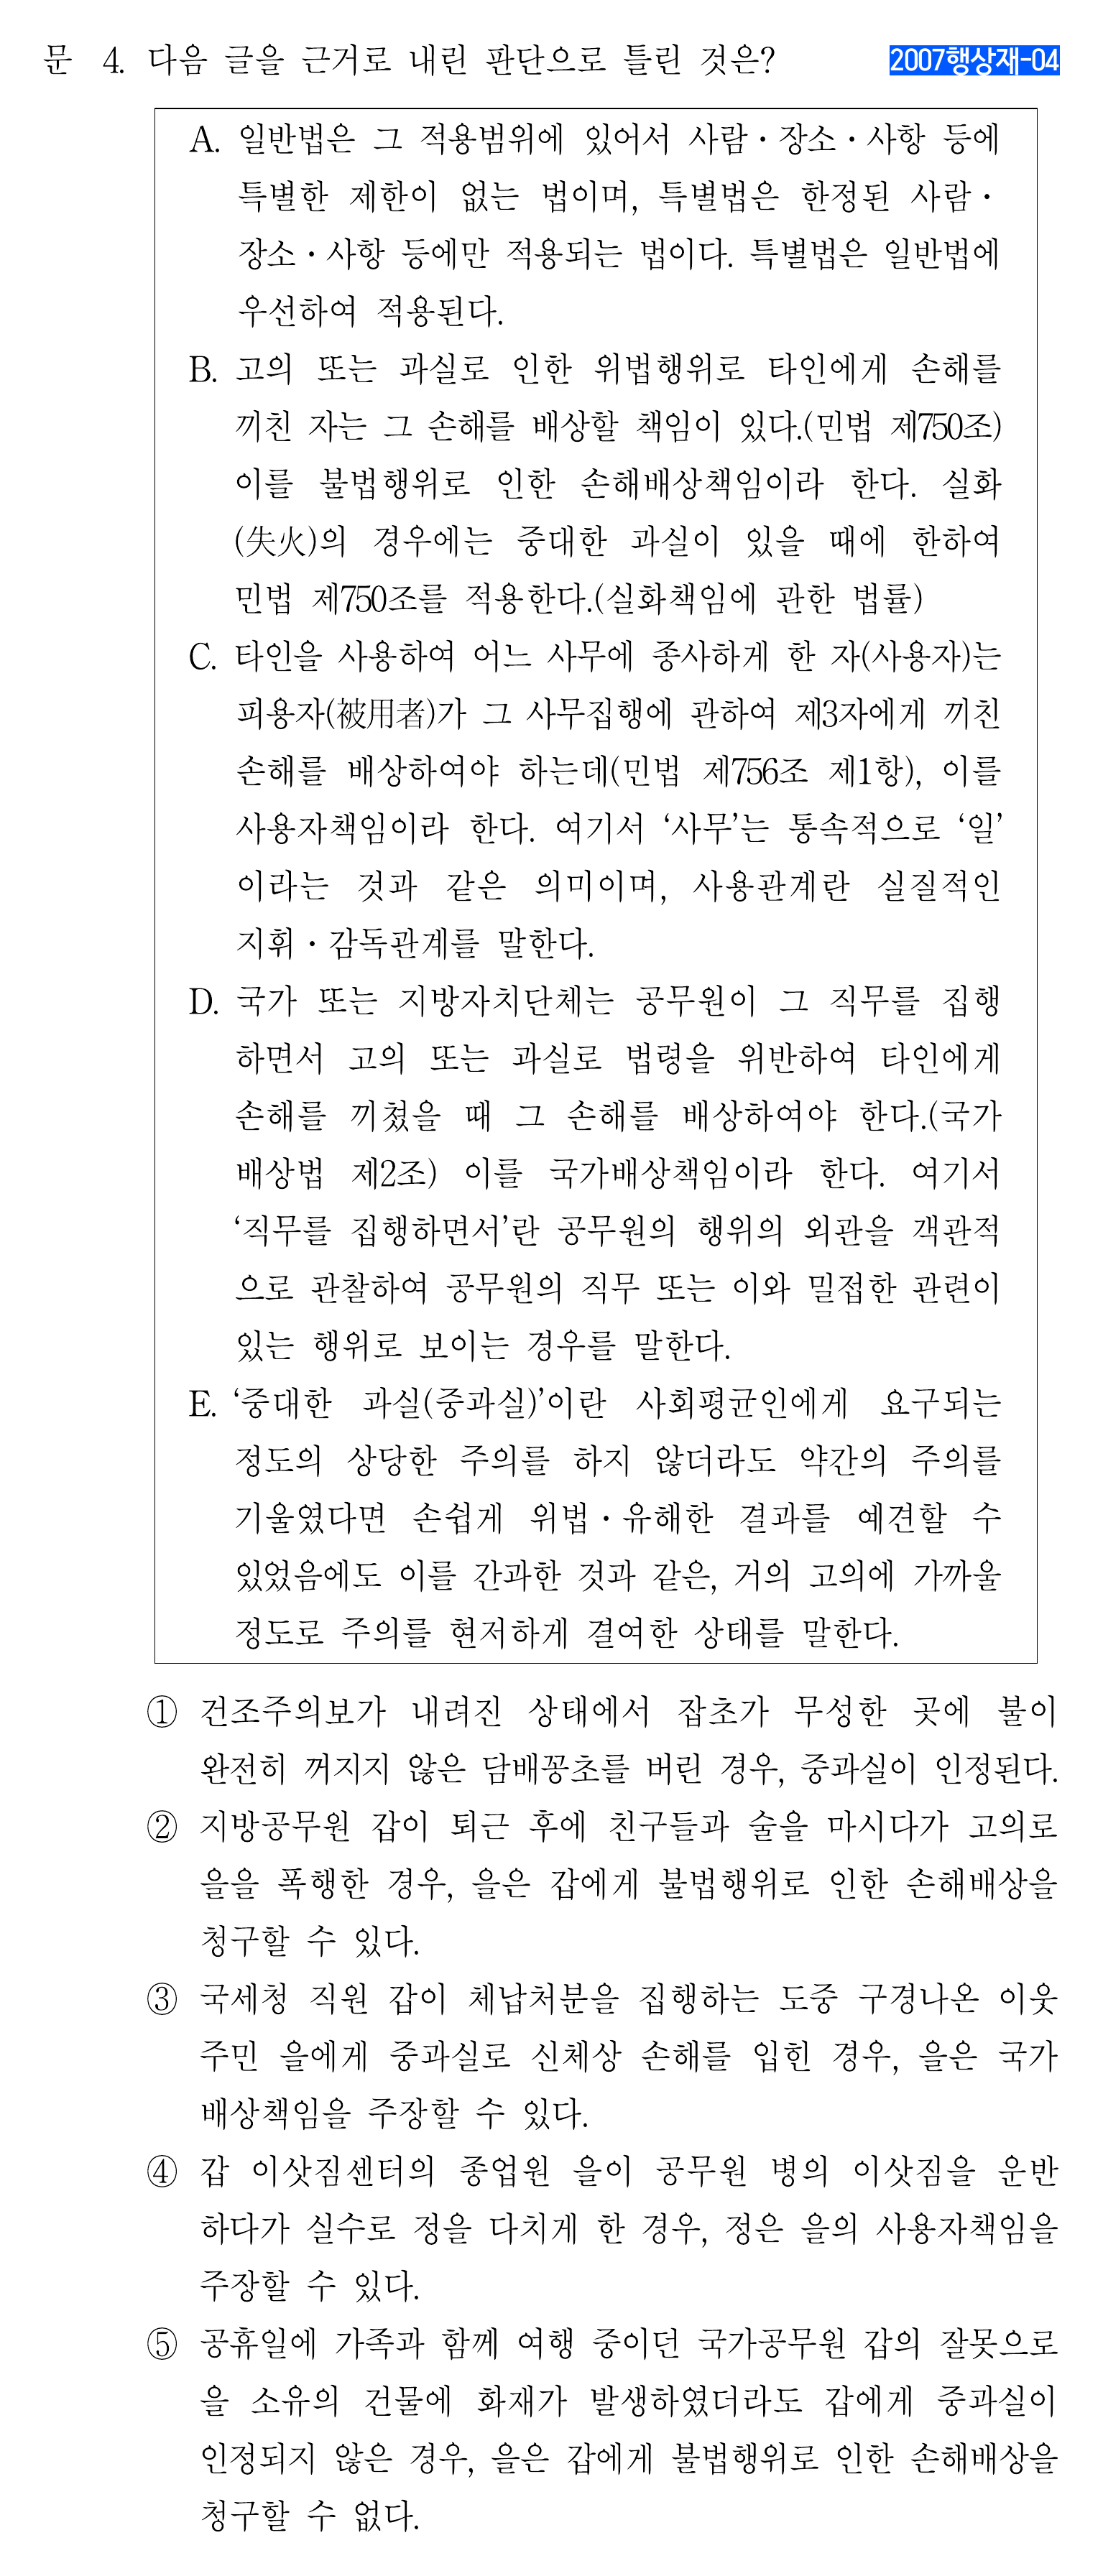 문 4. 다음 글을 근거로 내린 판단으로 틀린 것은?
2007행상재-04
A. 일반법은 그 적용범위에 있어서 사람・장소・사항 등에
특별한 제한이 없는 법이며, 특별법은 한정된 사람・
장소・사항 등에만 적용되는 법이다. 특별법은 일반법에
우선하여 적용된다.
B. 고의 또는 과실로 인한 위법행위로 타인에게 손해를
끼친 자는 그 손해를 배상할 책임이 있다.(민법 제750조)
이를 불법행위로 인한 손해배상책임이라 한다. 실화
(失火)의 경우에는 중대한 과실이 있을 때에 한하여
민법 제750조를 적용한다.(실화책임에 관한 법률)
C. 타인을 사용하여 어느 사무에 종사하게 한 자(사용자)는
피용자(被用者)가 그 사무집행에 관하여 제3자에게 끼친
손해를 배상하여야 하는데(민법 제756조 제1항), 이를
사용자책임이라 한다. 여기서 ‘사무’는 통속적으로 ‘일’
이라는 것과 같은 의미이며, 사용관계란 실질적인
지휘・감독관계를 말한다.
D. 국가 또는 지방자치단체는 공무원이 그 직무를 집행
하면서 고의 또는 과실로 법령을 위반하여 타인에게
손해를 끼쳤을 때 그 손해를 배상하여야 한다.(국가
배상법 제2조) 이를 국가배상책임이라 한다. 여기서
‘직무를 집행하면서’란 공무원의 행위의 외관을 객관적
으로 관찰하여 공무원의 직무 또는 이와 밀접한 관련이
있는 행위로 보이는 경우를 말한다.
E. ‘중대한 과실(중과실)’이란 사회평균인에게 요구되는
정도의 상당한 주의를 하지 않더라도 약간의 주의를
기울였다면 손쉽게 위법・유해한 결과를 예견할 수
있었음에도 이를 간과한 것과 같은, 거의 고의에 가까울
정도로 주의를 현저하게 결여한 상태를 말한다.
① 건조주의보가 내려진 상태에서 잡초가 무성한 곳에 불이
완전히 꺼지지 않은 담배꽁초를 버린 경우, 중과실이 인정된다.
② 지방공무원 갑이 퇴근 후에 친구들과 술을 마시다가 고의로
을을 폭행한 경우, 을은 갑에게 불법행위로 인한 손해배상을
청구할 수 있다.
③ 국세청 직원 갑이 체납처분을 집행하는 도중 구경나온 이웃
주민 을에게 중과실로 신체상 손해를 입힌 경우, 을은 국가
배상책임을 주장할 수 있다.
④ 갑 이삿짐센터의 종업원 을이 공무원 병의 이삿짐을 운반
하다가 실수로 정을 다치게 한 경우, 정은 을의 사용자책임을
주장할 수 있다.
⑤ 공휴일에 가족과 함께 여행 중이던 국가공무원 갑의 잘못으로
을 소유의 건물에 화재가 발생하였더라도 갑에게 중과실이
인정되지 않은 경우, 을은 갑에게 불법행위로 인한 손해배상을
청구할 수 없다.